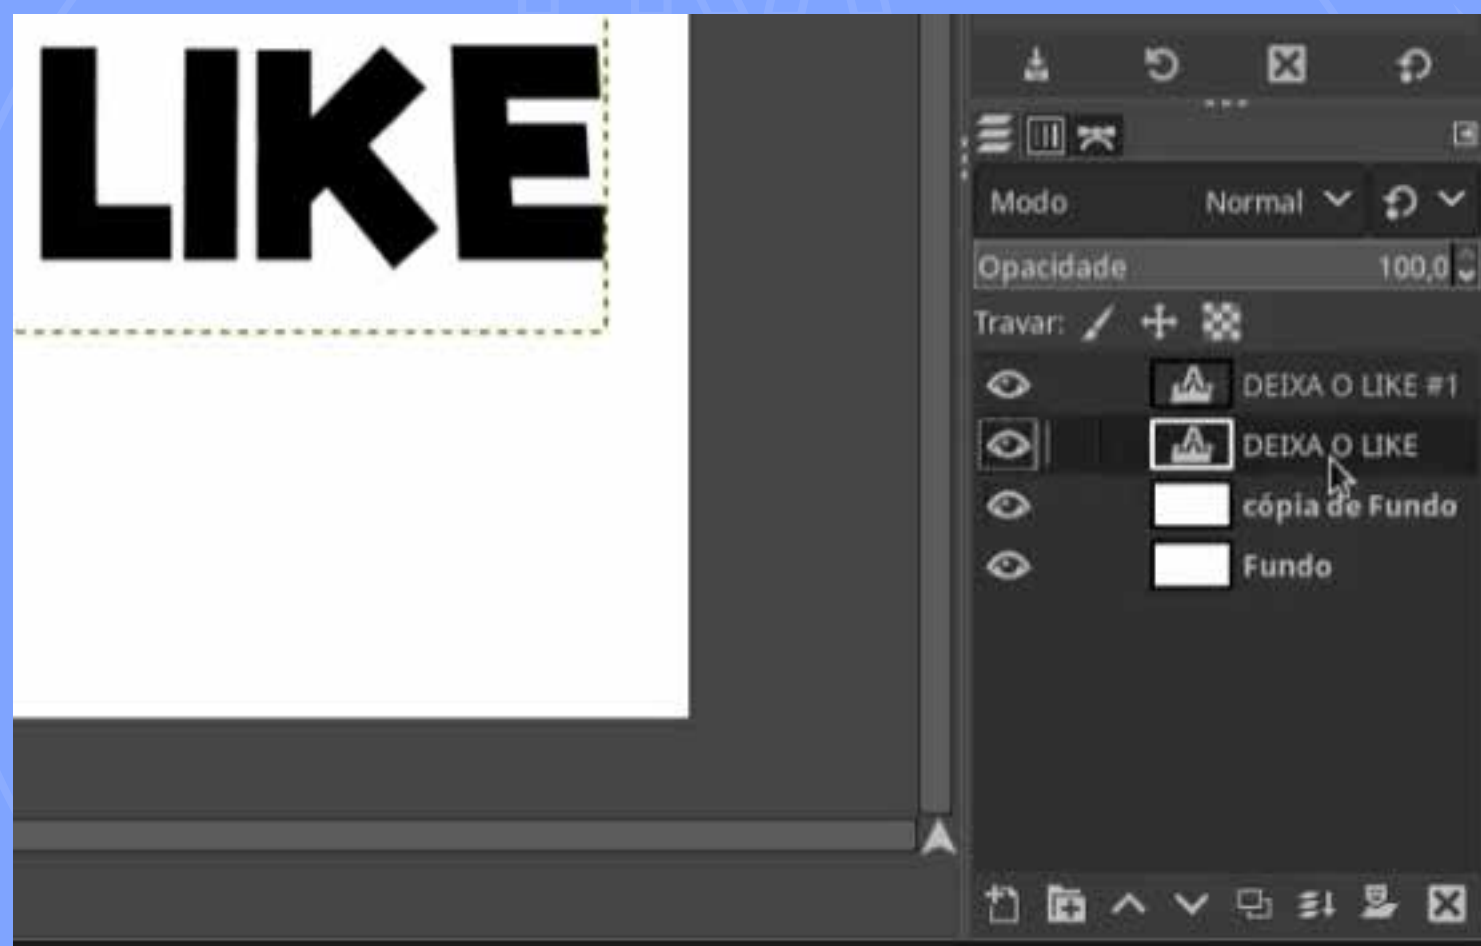 LIKE
Modo Normal
Opacidade 100,0
Travar:
DEIXA O LIKE #1
DEIXA O LIKE
cópia de Fundo
Fundo